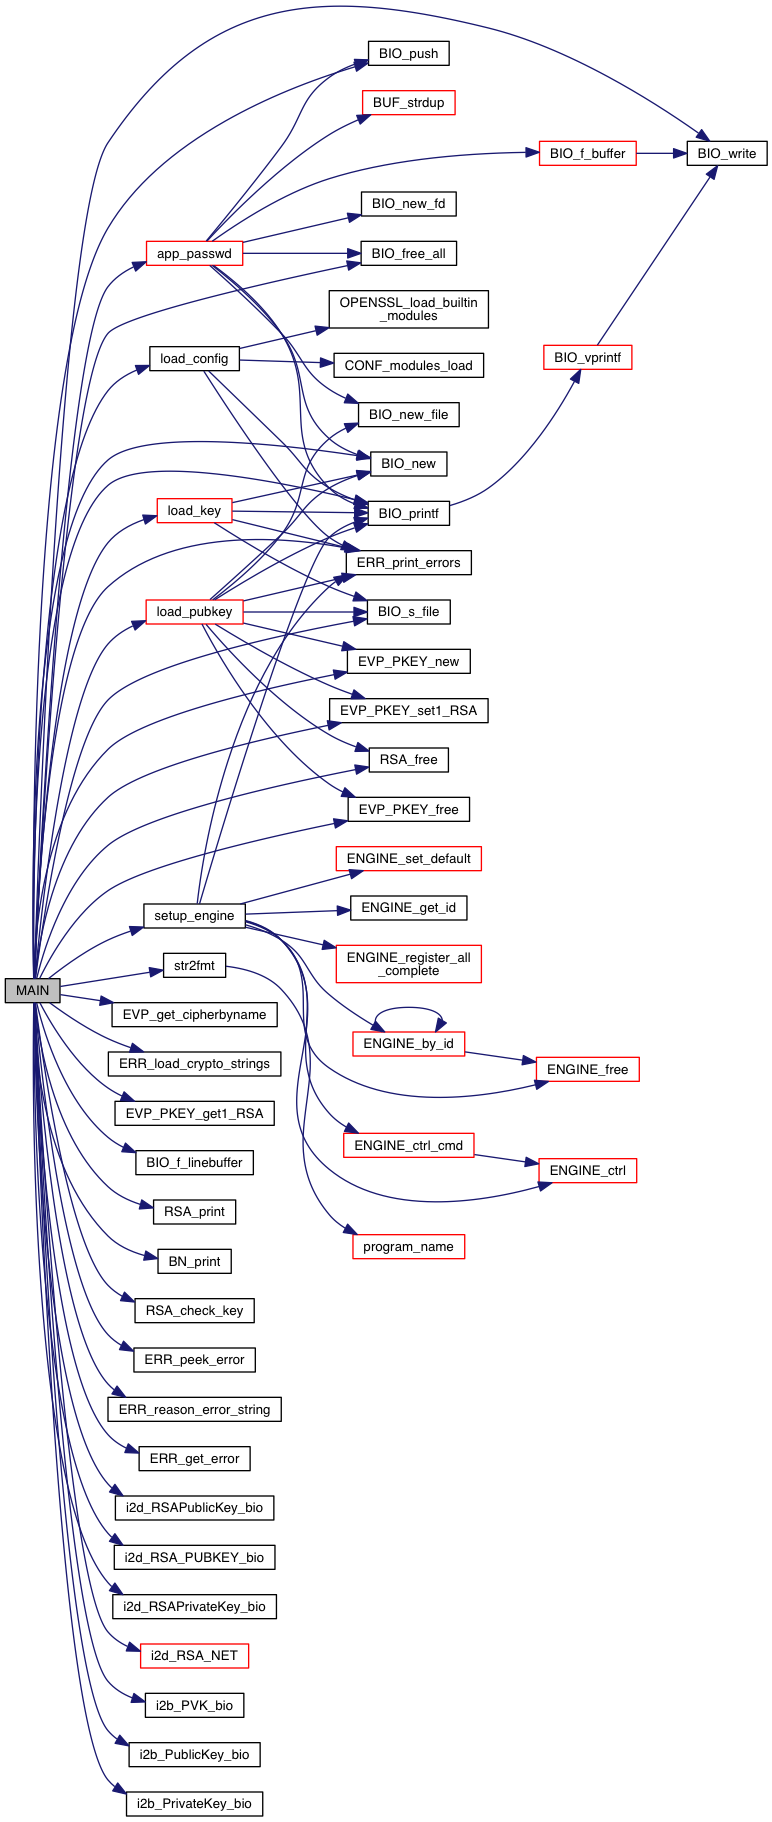 BIO_push
BUF_strdup
BIO_f_buffer
BIO_write
BIO_new_fd
app_passwd
BIO_free_all
OPENSSL_load_builtin
_modules
load_config
BIO_vprintf
CONF_modules_load
BIO_new_file
BIO_new
load_key
BIO_printf
ERR_print_errors
load_pubkey
BIO_s_file
EVP_PKEY_new
EVP_PKEY_set1_RSA
RSA_free
EVP_PKEY_free
ENGINE_set_default
setup_engine
ENGINE_get_id
str2fmt
ENGINE_register_all
_complete
MAIN
EVP_get_cipherbyname
ENGINE_by_id
ERR_load_crypto_strings
ENGINE_free
EVP_PKEY_get1_RSA
ENGINE_ctrl_cmd
BIO_f_linebuffer
ENGINE_ctrl
RSA_print
program_name
BN_print
RSA_check_key
ERR_peek_error
ERR_reason_error_string
ERR_get_error
i2d_RSAPublicKey_bio
i2d_RSA_PUBKEY_bio
i2d_RSAPrivateKey_bio
i2d_RSA_NET
i2b_PVK_bio
i2b_PublicKey_bio
i2b_PrivateKey_bio